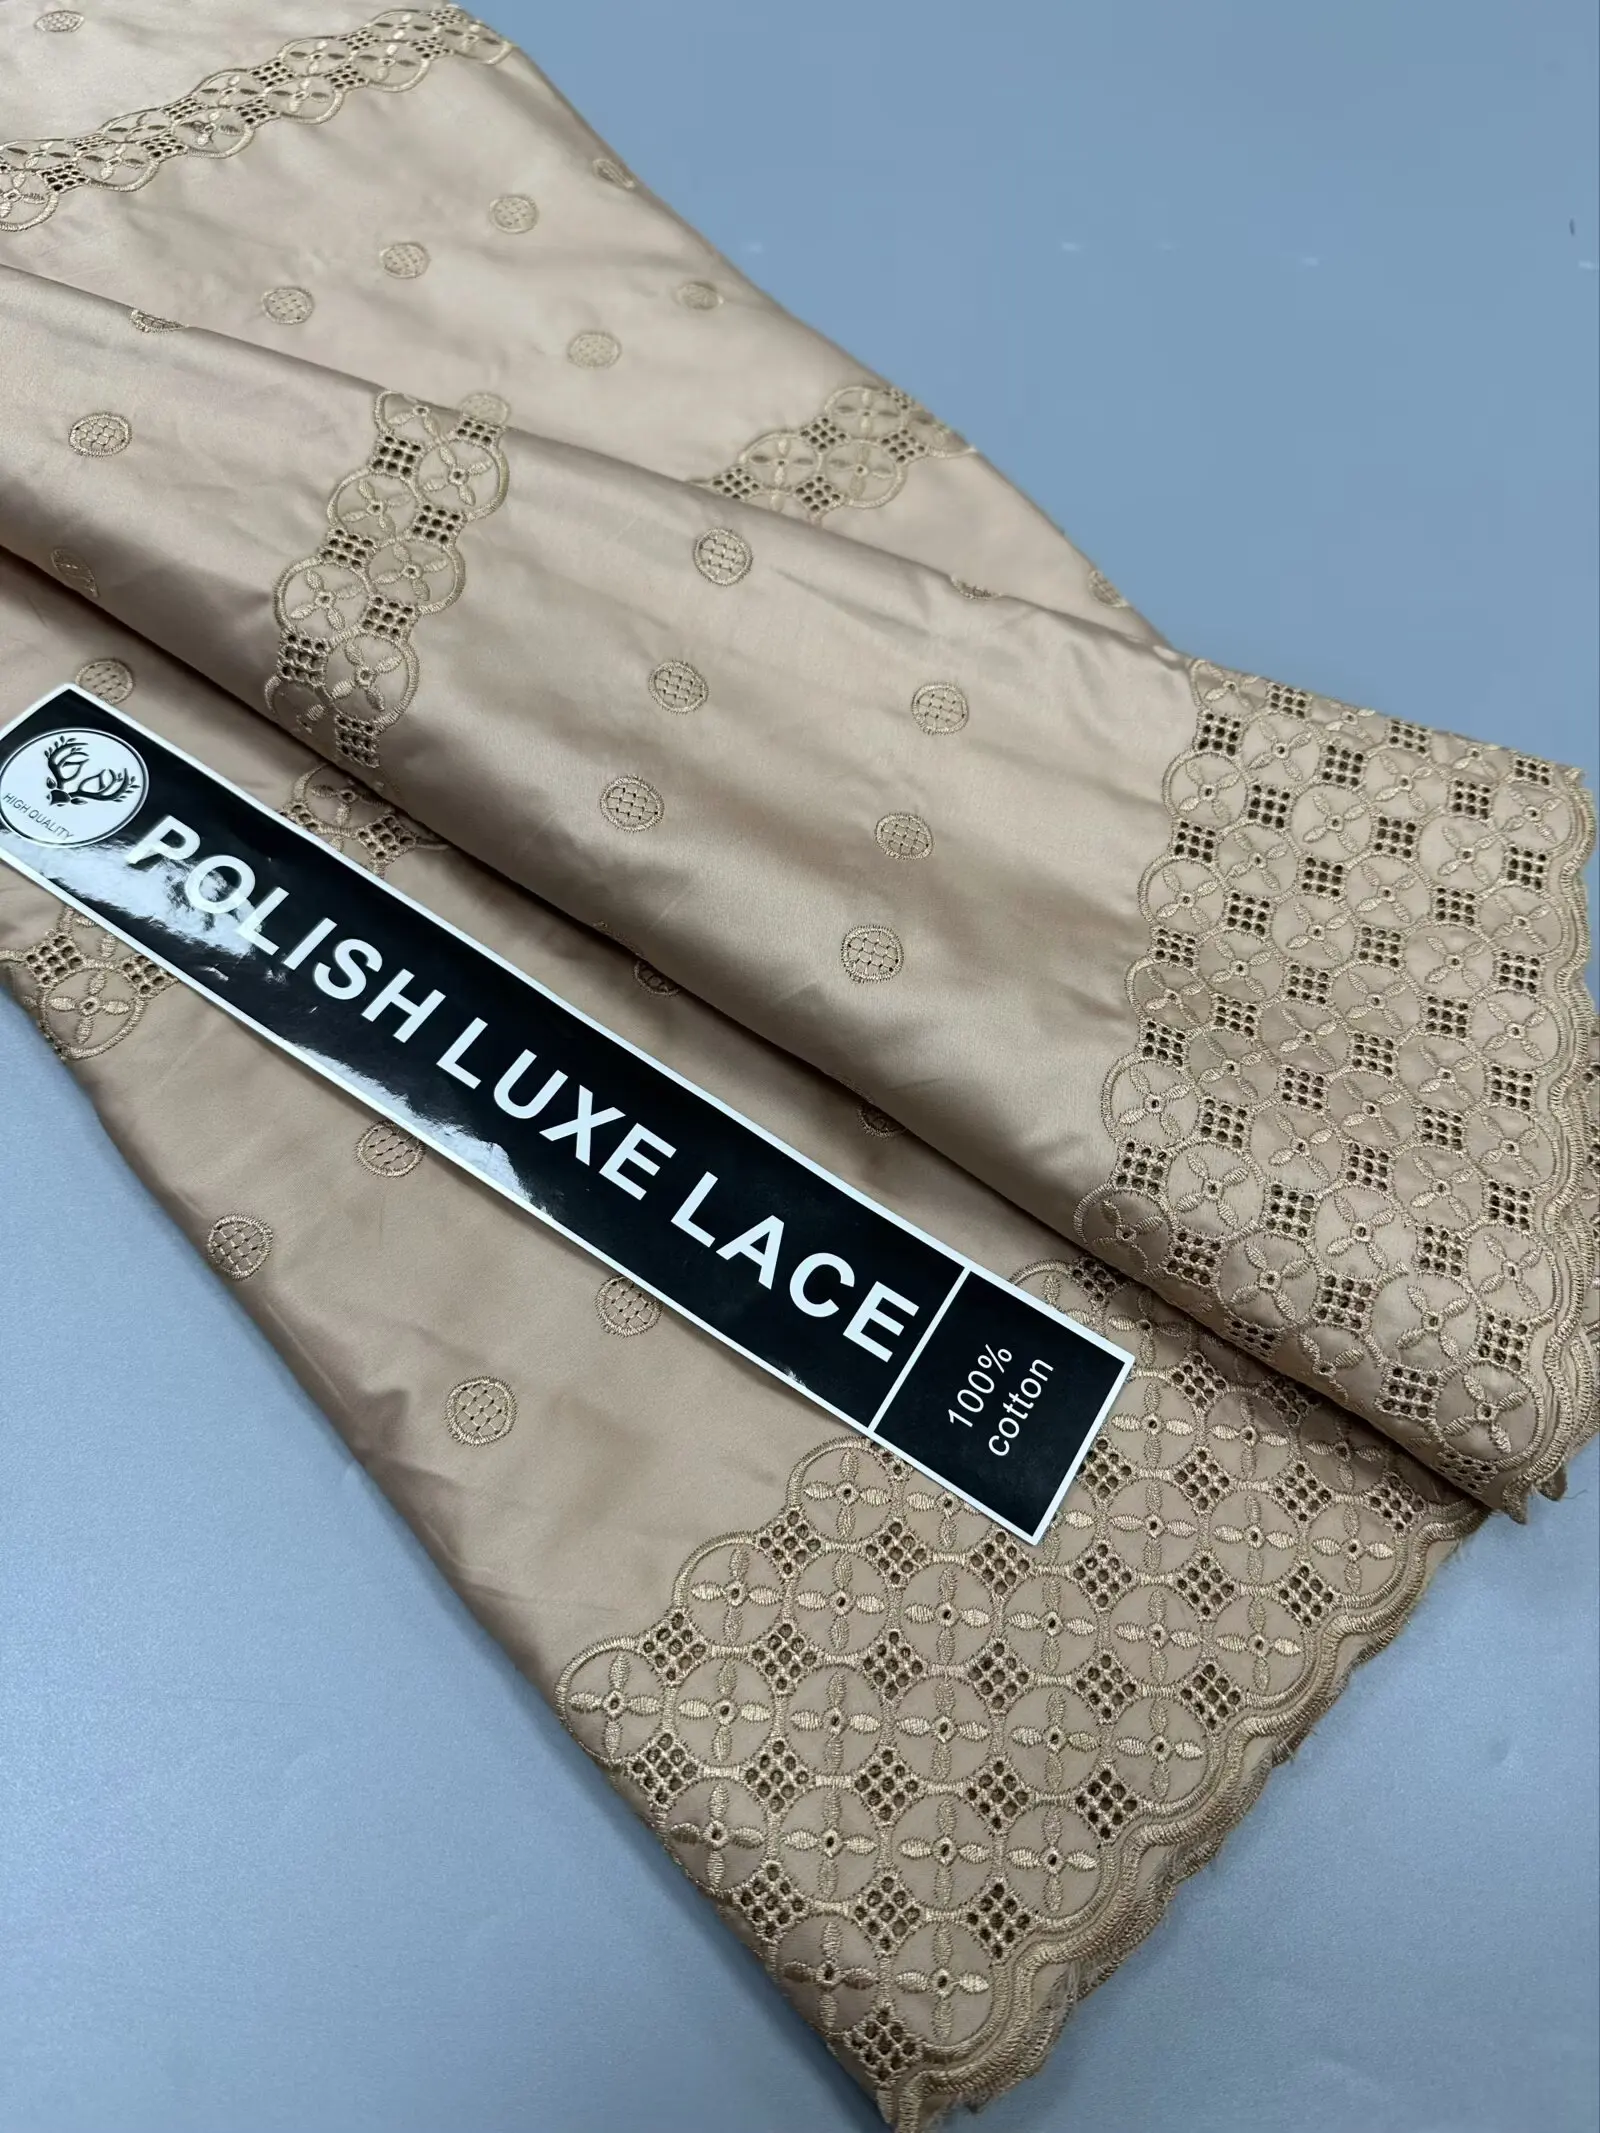 HIGH QUALITY
POLISH LUXE LACE
100%
cotton